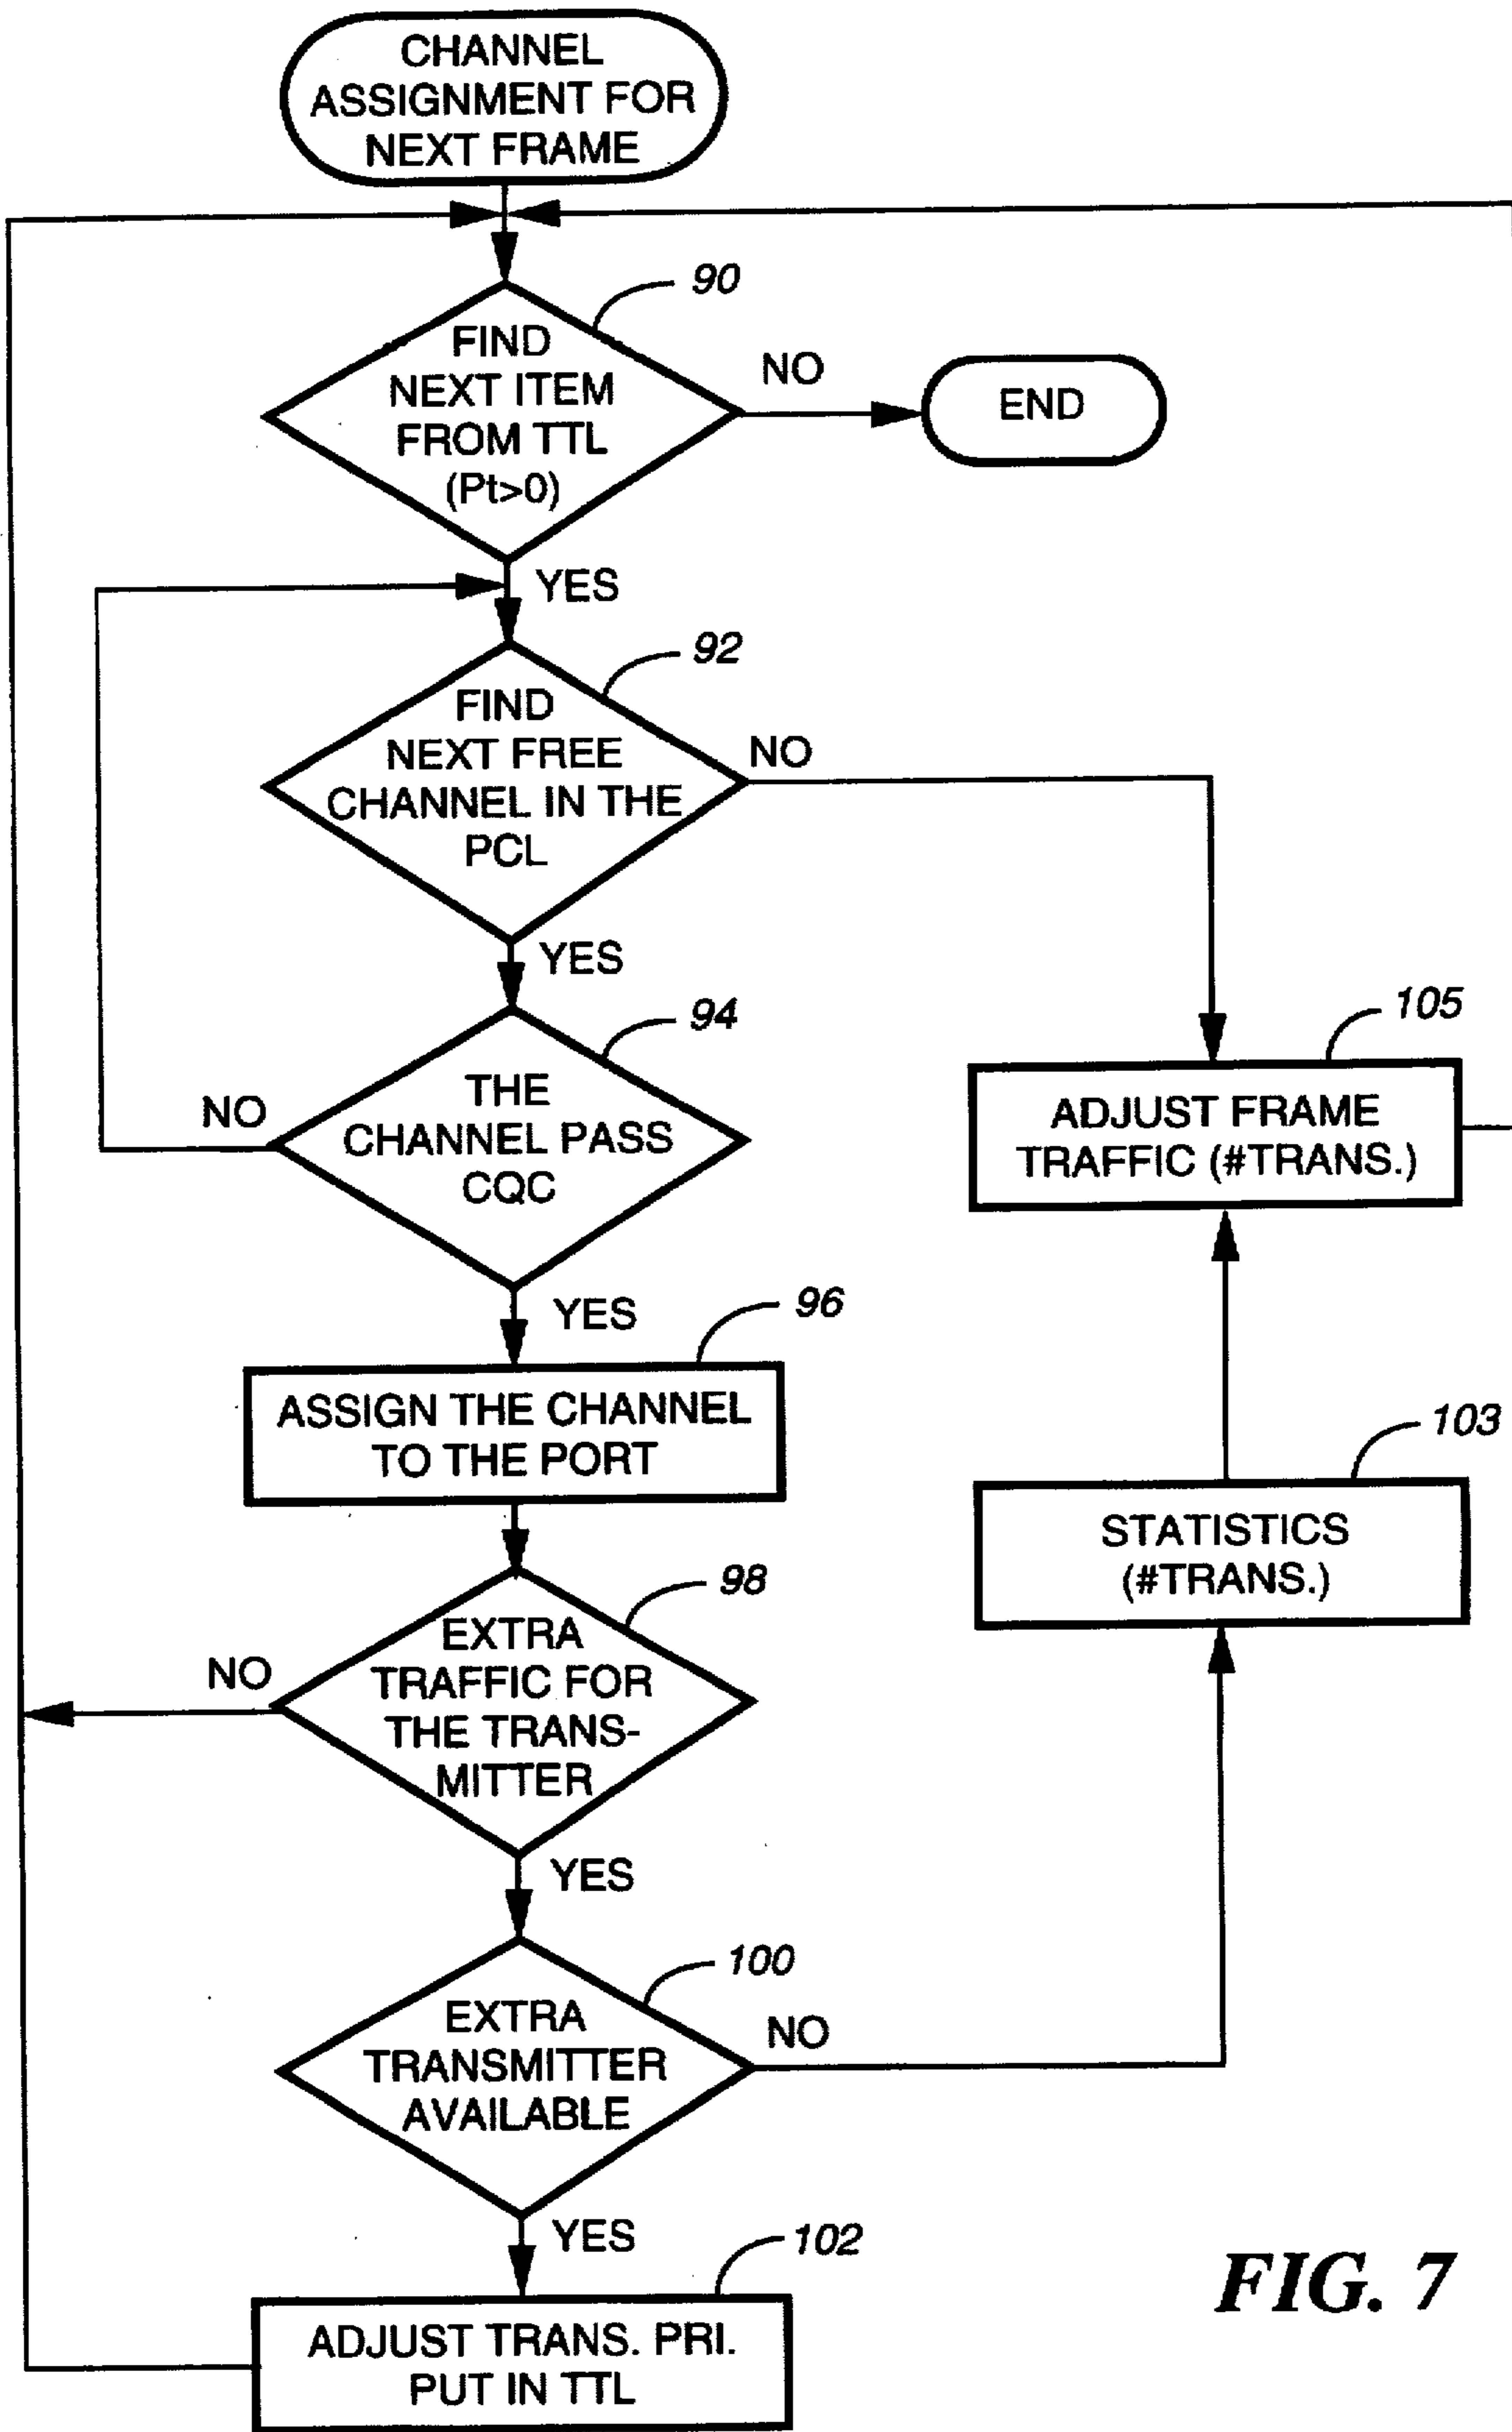 CHANNEL
ASSIGNMENT FOR
NEXT FRAME
90
FIND
NEXT ITEM
FROM TTL
(Pt>0)
NO
END
YES
92
FIND
NEXT FREE
CHANNEL IN THE
PCL
NO
YES
94
THE
CHANNEL PASS
CQC
NO
105
ADJUST FRAME
TRAFFIC (#TRANS.)
YES
96
ASSIGN THE CHANNEL
TO THE PORT
103
STATISTICS
(#TRANS.)
98
EXTRA
TRAFFIC FOR
THE TRANS-
MITTER
NO
YES
100
EXTRA
TRANSMITTER
AVAILABLE
NO
YES
102
ADJUST TRANS. PRI.
PUT IN TTL
FIG. 7